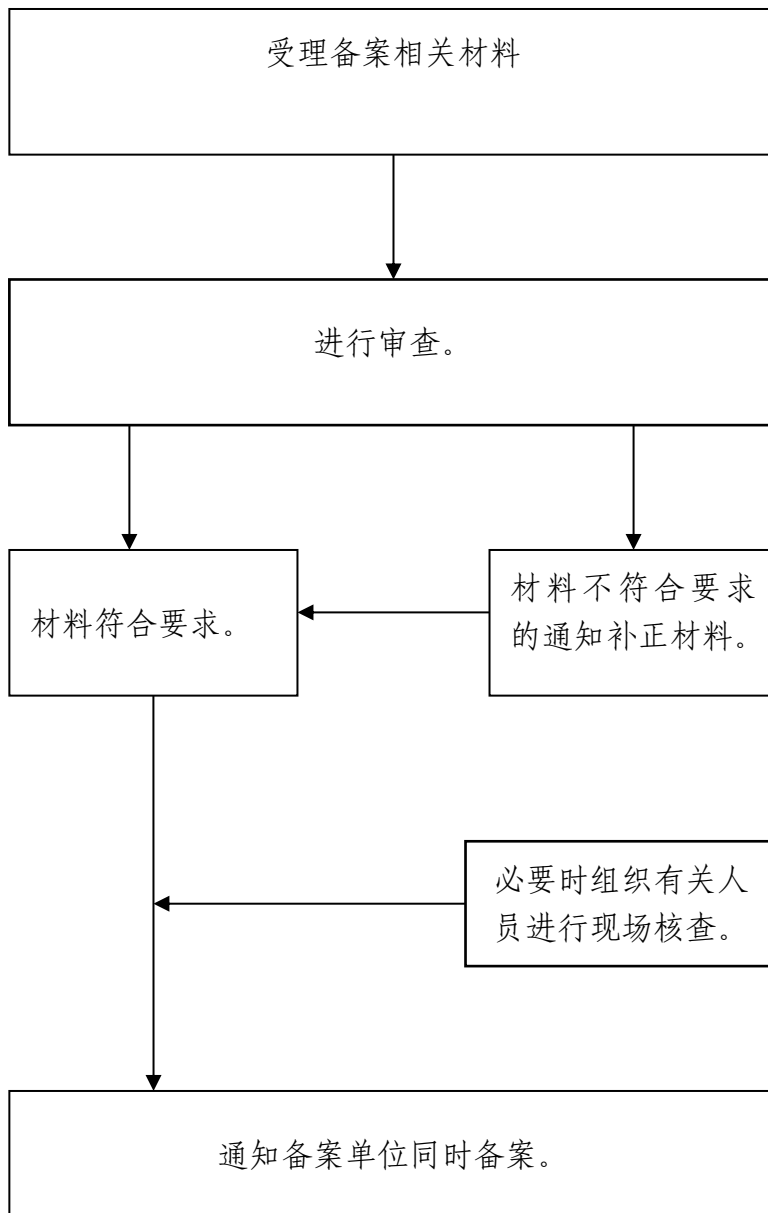 受理备案相关材料
进行审查。
材料符合要求。
材料不符合要求
的通知补正材料。
必要时组织有关人
员进行现场核查。
通知备案单位同时备案。